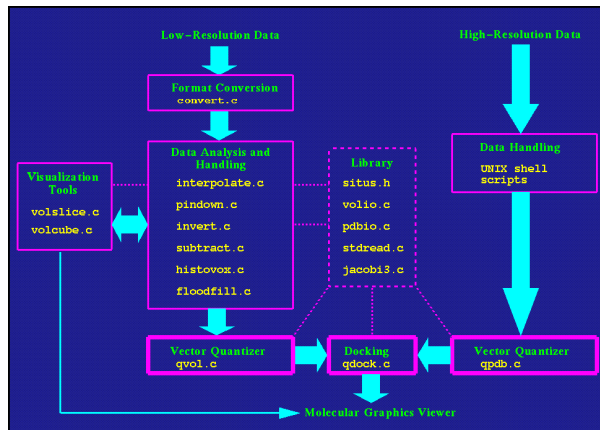 Low-Resolution Data
High-Resolution Data
Format Conversion
convert.c
Data Analysis and
Handling
interpolate.c
pindown.c
invert.c
subtract.c
histovox.c
floodfill.c
Library
situs.h
volio.c
pdbio.c
stdread.c
jacobi3.c
Data Handling
UNIX shell
scripts
Visualization
Tools
volslice.c
volcube.c
Vector Quantizer
qvol.c
Docking
qdock.c
Vector Quantizer
qpdb.c
Molecular Graphics Viewer